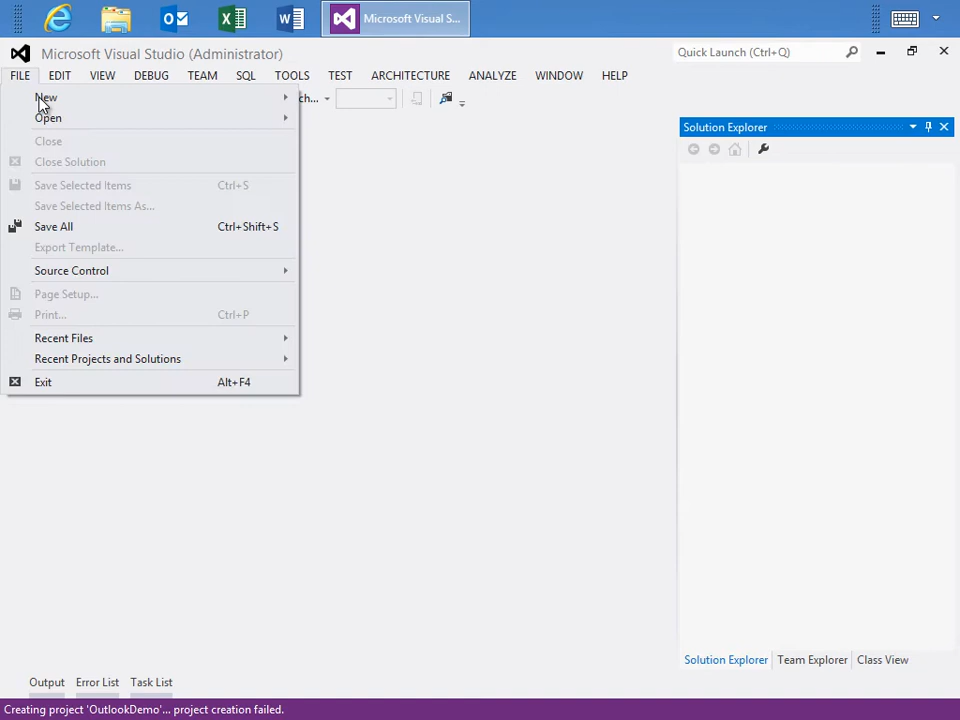 Microsoft Visual S...
Microsoft Visual Studio (Administrator)
Quick Launch (Ctrl+Q)
FILE EDIT VIEW DEBUG TEAM SQL TOOLS TEST ARCHITECTURE ANALYZE WINDOW HELP
New
ch...
Open
Close
Close Solution
Save Selected Items Ctrl+S
Save Selected Items As...
Save All Ctrl+Shift+S
Export Template...
Source Control
Page Setup...
Print... Ctrl+P
Recent Files
Recent Projects and Solutions
Exit Alt+F4
Solution Explorer
Solution Explorer Team Explorer Class View
Output Error List Task List
Creating project 'OutlookDemo'... project creation failed.